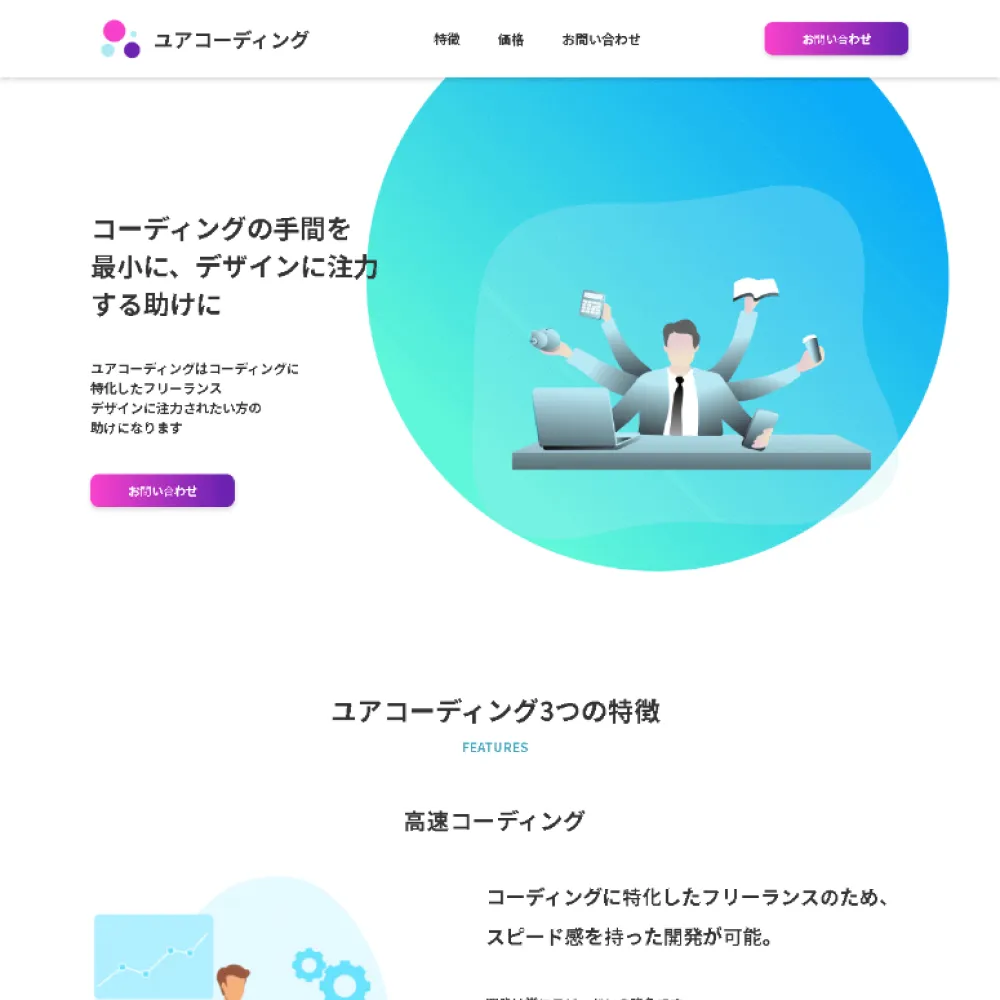 ユアコーディング
特徴
価格
お問い合わせ
お問い合わせ
コーディングの手間を
最小に、デザインに注力
する助けに
ユアコーディングはコーディングに
特化したフリーランス
デザインに注力されたい方の
助けになります
お問い合わせ
ユアコーディング3つの特徴
FEATURES
高速コーディング
コーディングに特化したフリーランスのため、
スピード感を持った開発が可能。